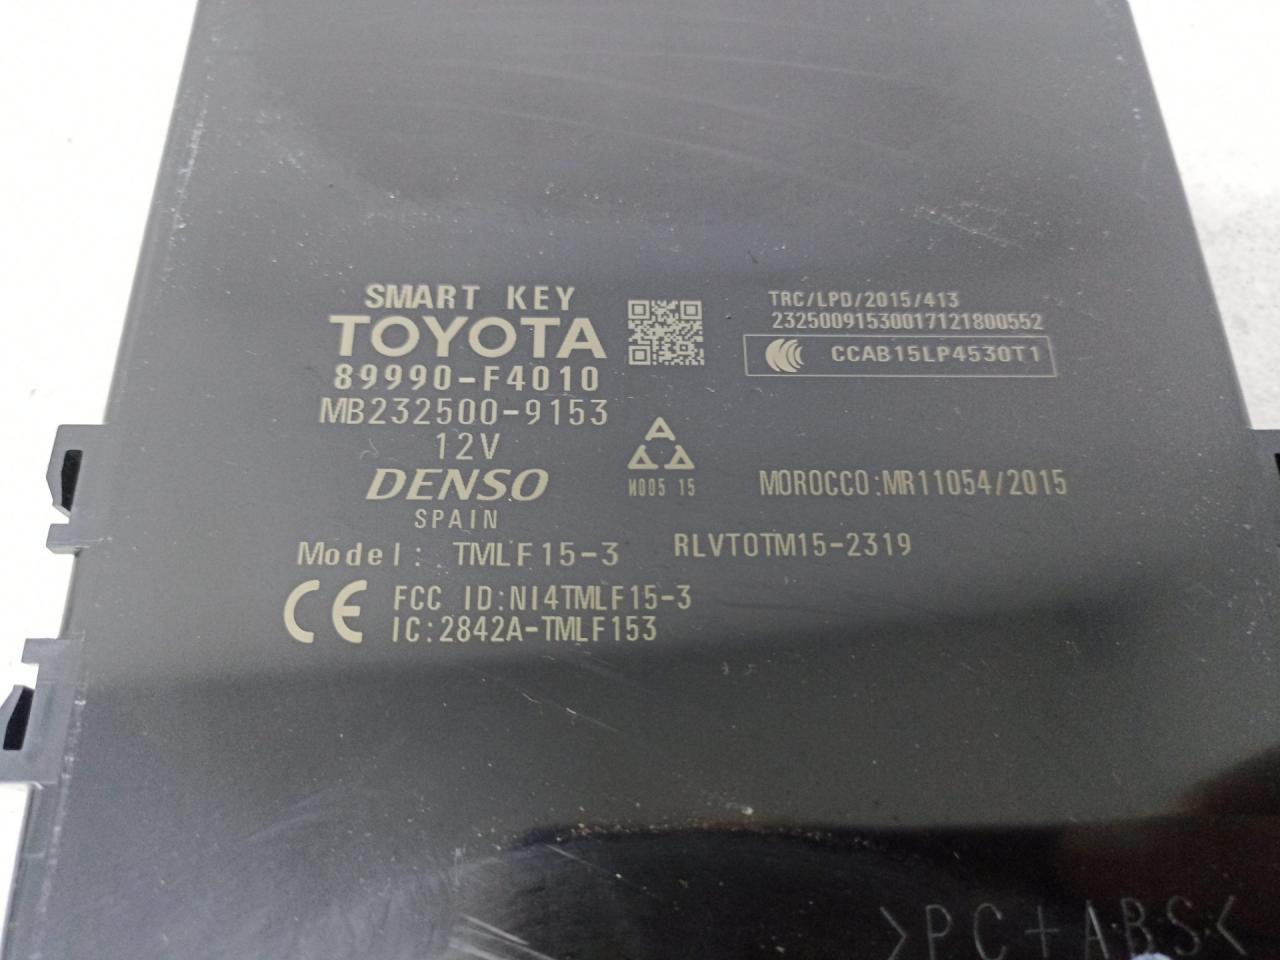 SMART KEY
TOYOTA
89990-F4010
MB232500-9153
12V
DENSO
SPAIN
Model: TMLF15-3
FCC ID:NI4TMLF15-3
IC:2842A-TMLF153
CE
TRC/LPD/2015/413
23250091530017121800552
CCAB15LP4530T1
N005 15
MOROCCO:MR11054/2015
RLVTOTM15-2319
>PC+ABS<